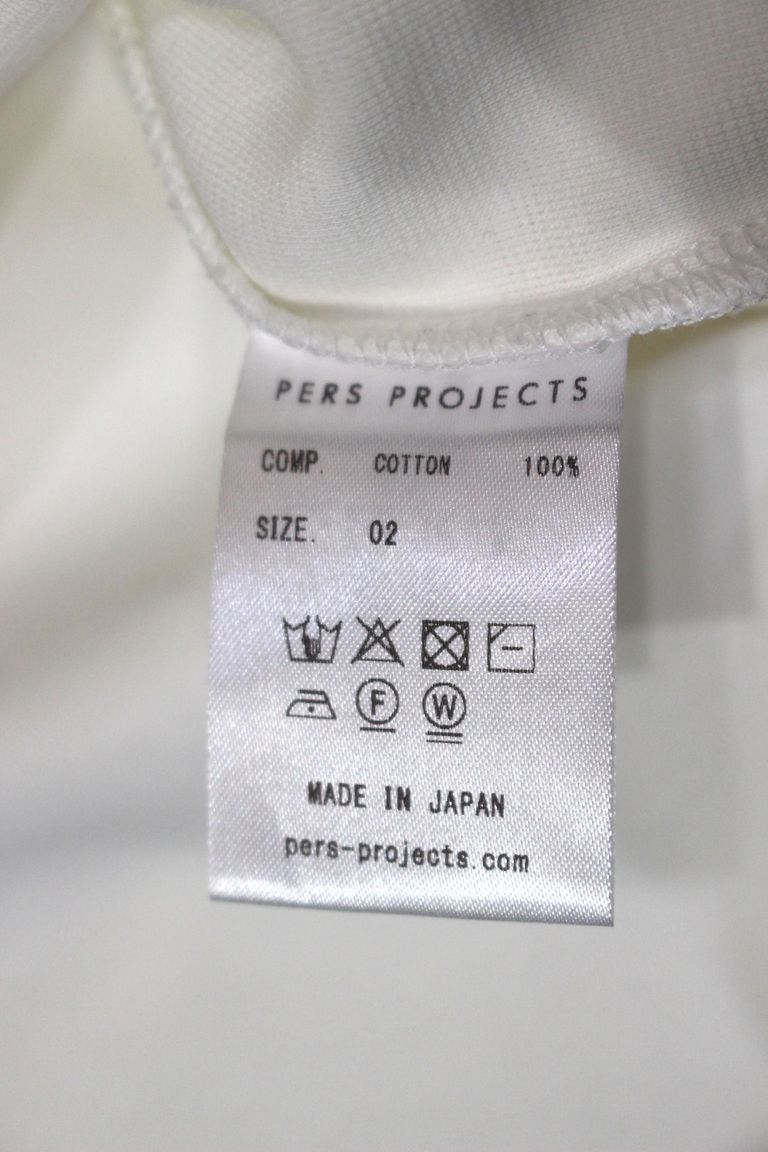 PERS PROJECTS
COMP. COTTON 100%
SIZE. 02
F W
MADE IN JAPAN
pers-projects.com